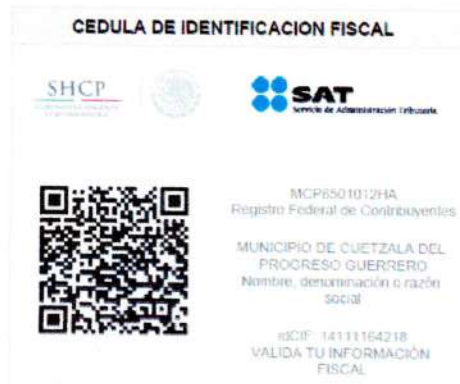 CEDULA DE IDENTIFICACION FISCAL
SHCP
SAT
Servicio de Administración Tributaria
MCP8501012HA
Registro Federal de Contribuyentes
MUNICIPIO DE CUETZALA DEL
PROGRESO GUERRERO
Nombre, denominación o razón
social
idCIF: 14111164218
VALIDA TU INFORMACIÓN
FISCAL